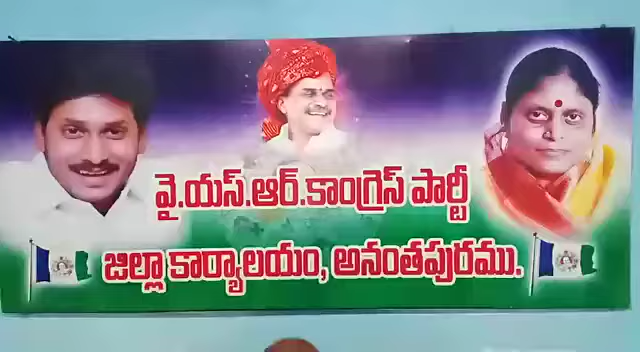 వై.యస్.ఆర్.కాంగ్రెస్ పార్టీ
జిల్లా కార్యాలయం, అనంతపురము.